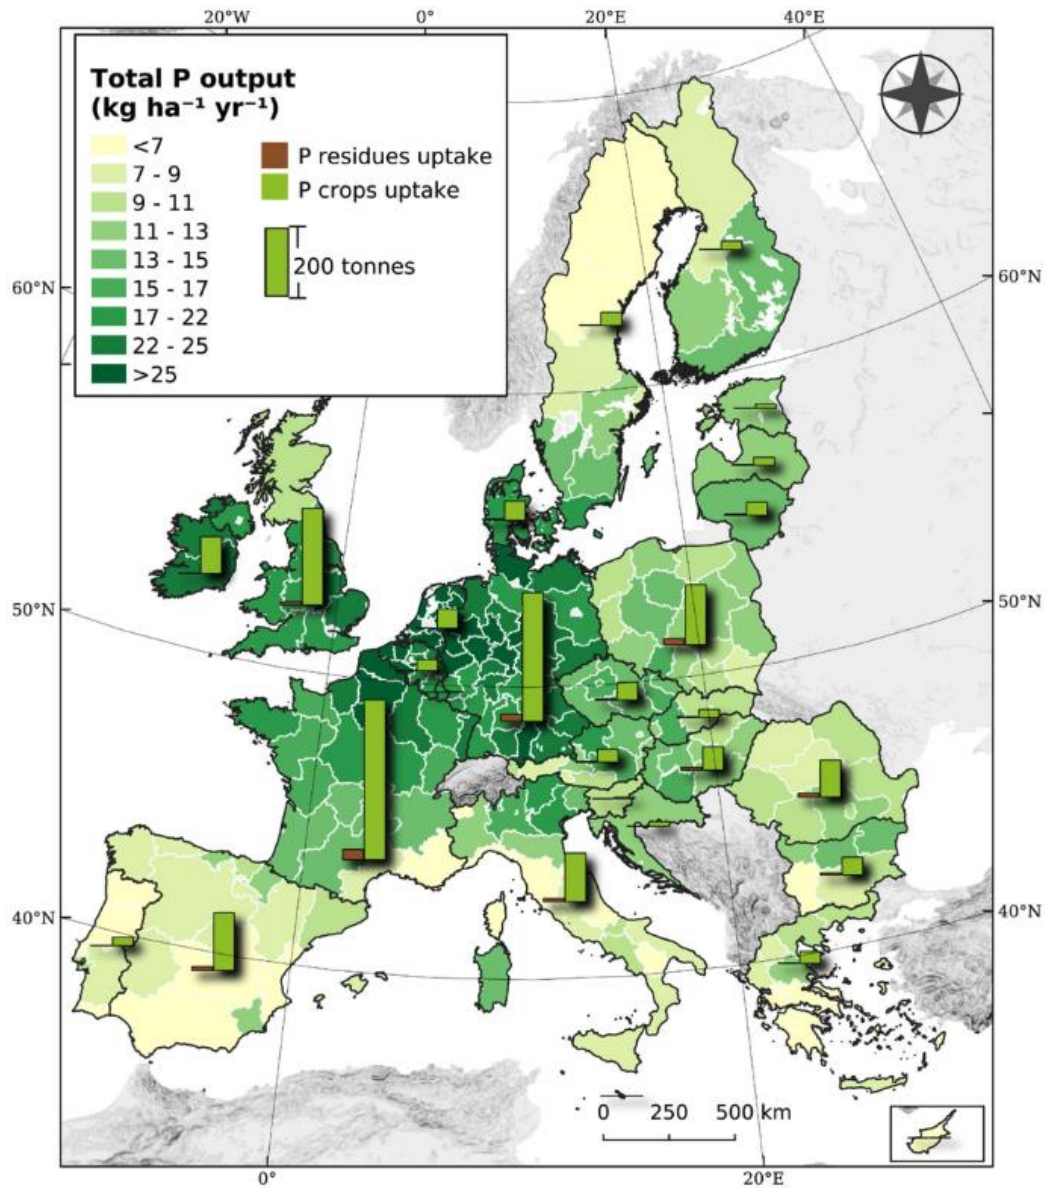 20°W 0° 20°E 40°E
Total P output
(kg ha⁻¹ yr⁻¹)
<7
7 - 9
9 - 11
11 - 13
13 - 15
15 - 17
17 - 22
22 - 25
>25
P residues uptake
P crops uptake
200 tonnes
60°N 60°N
50°N 50°N
40°N 40°N
0 250 500 km
0° 20°E